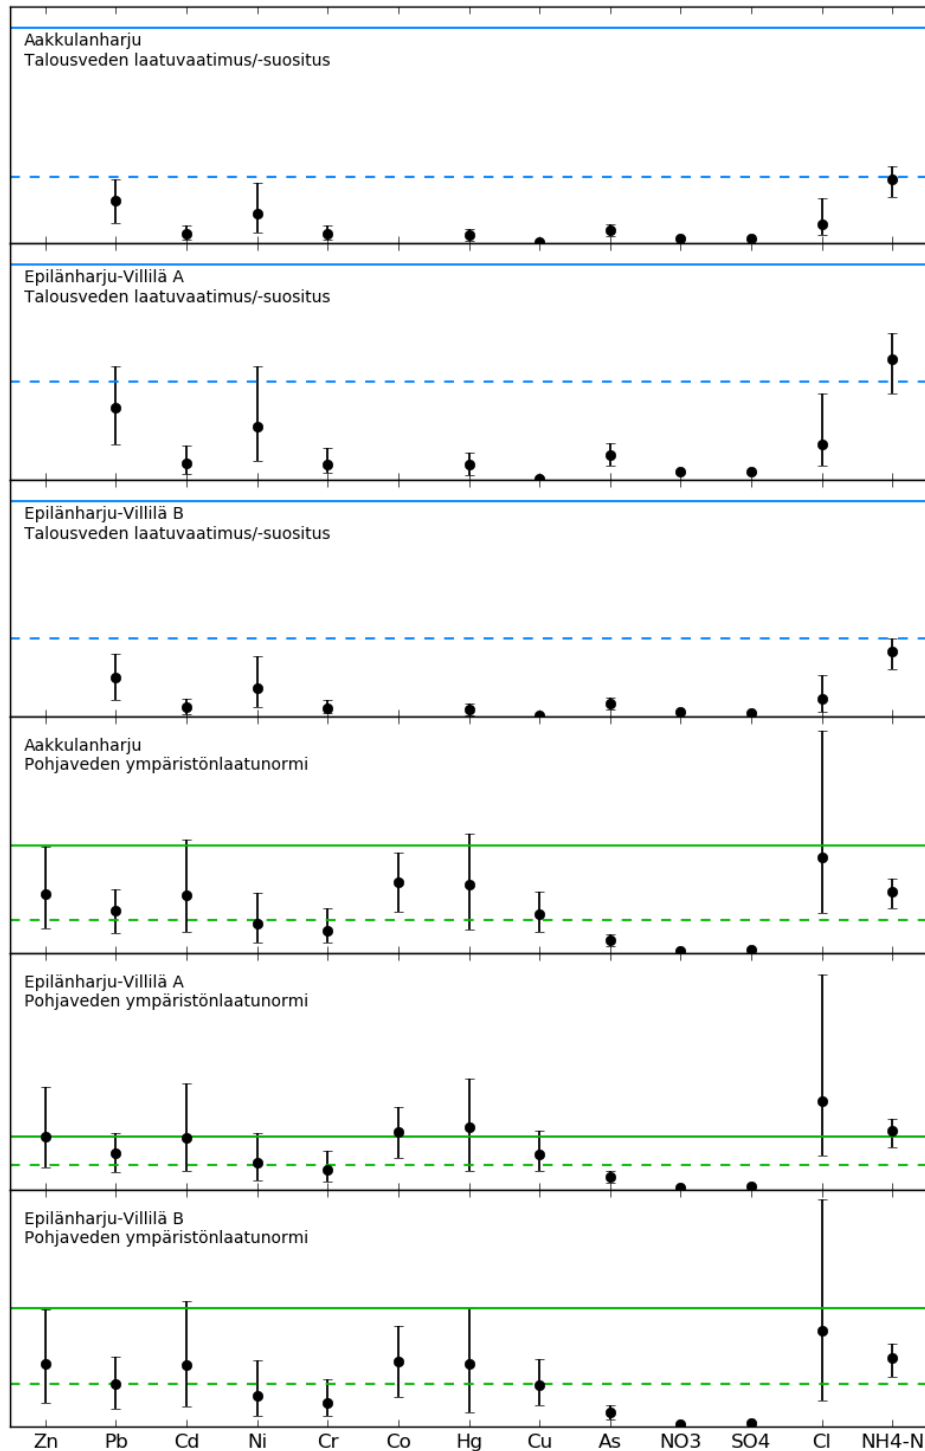 Aakkulanharju
Talousveden laatuvaatimus/-suositus
Epilänharju-Villilä A
Talousveden laatuvaatimus/-suositus
Epilänharju-Villilä B
Talousveden laatuvaatimus/-suositus
Aakkulanharju
Pohjaveden ympäristönlaatunormi
Epilänharju-Villilä A
Pohjaveden ympäristönlaatunormi
Epilänharju-Villilä B
Pohjaveden ympäristönlaatunormi
Zn Pb Cd Ni Cr Co Hg Cu As NO3 SO4 Cl NH4-N